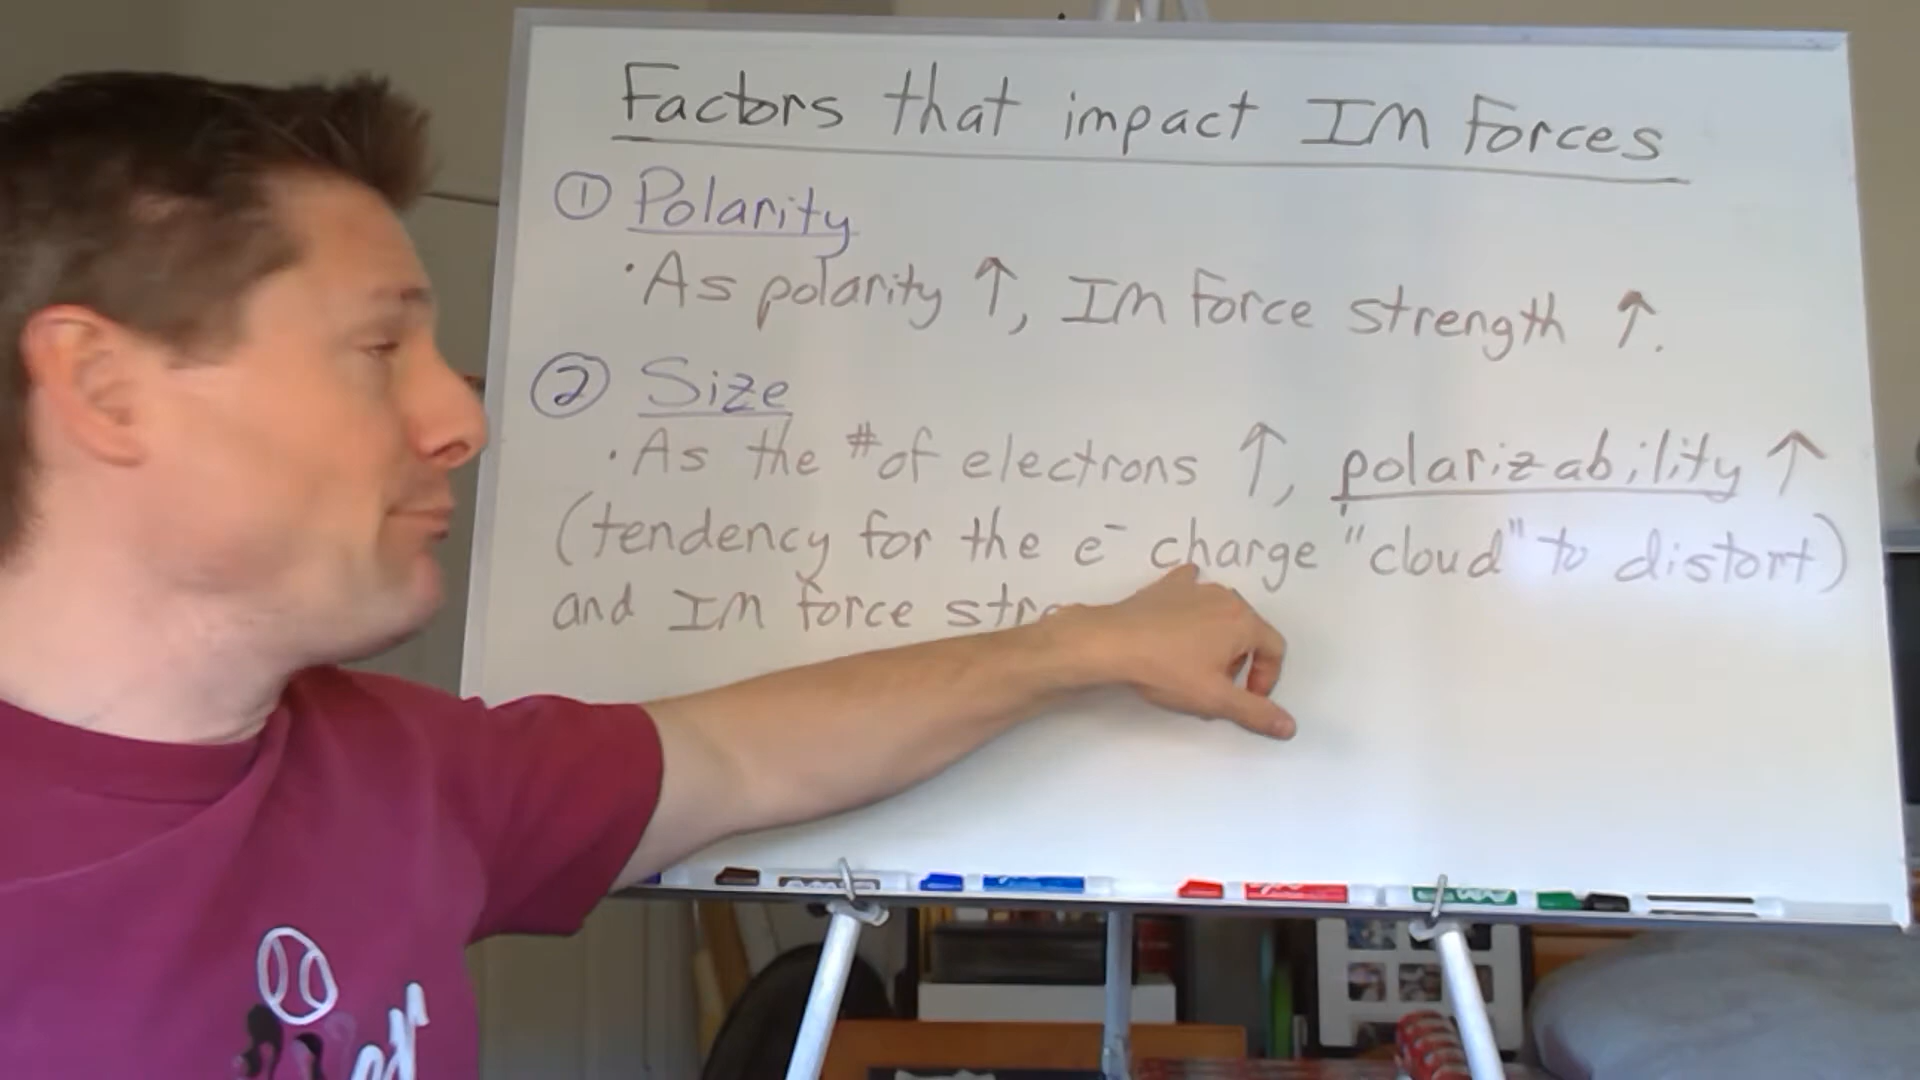 Factors that impact IM Forces
① Polarity
· As polarity ↑, IM Force strength ↑.
② Size
· As the # of electrons ↑, polarizability ↑
(tendency for the e⁻ charge "cloud" to distort)
and IM force